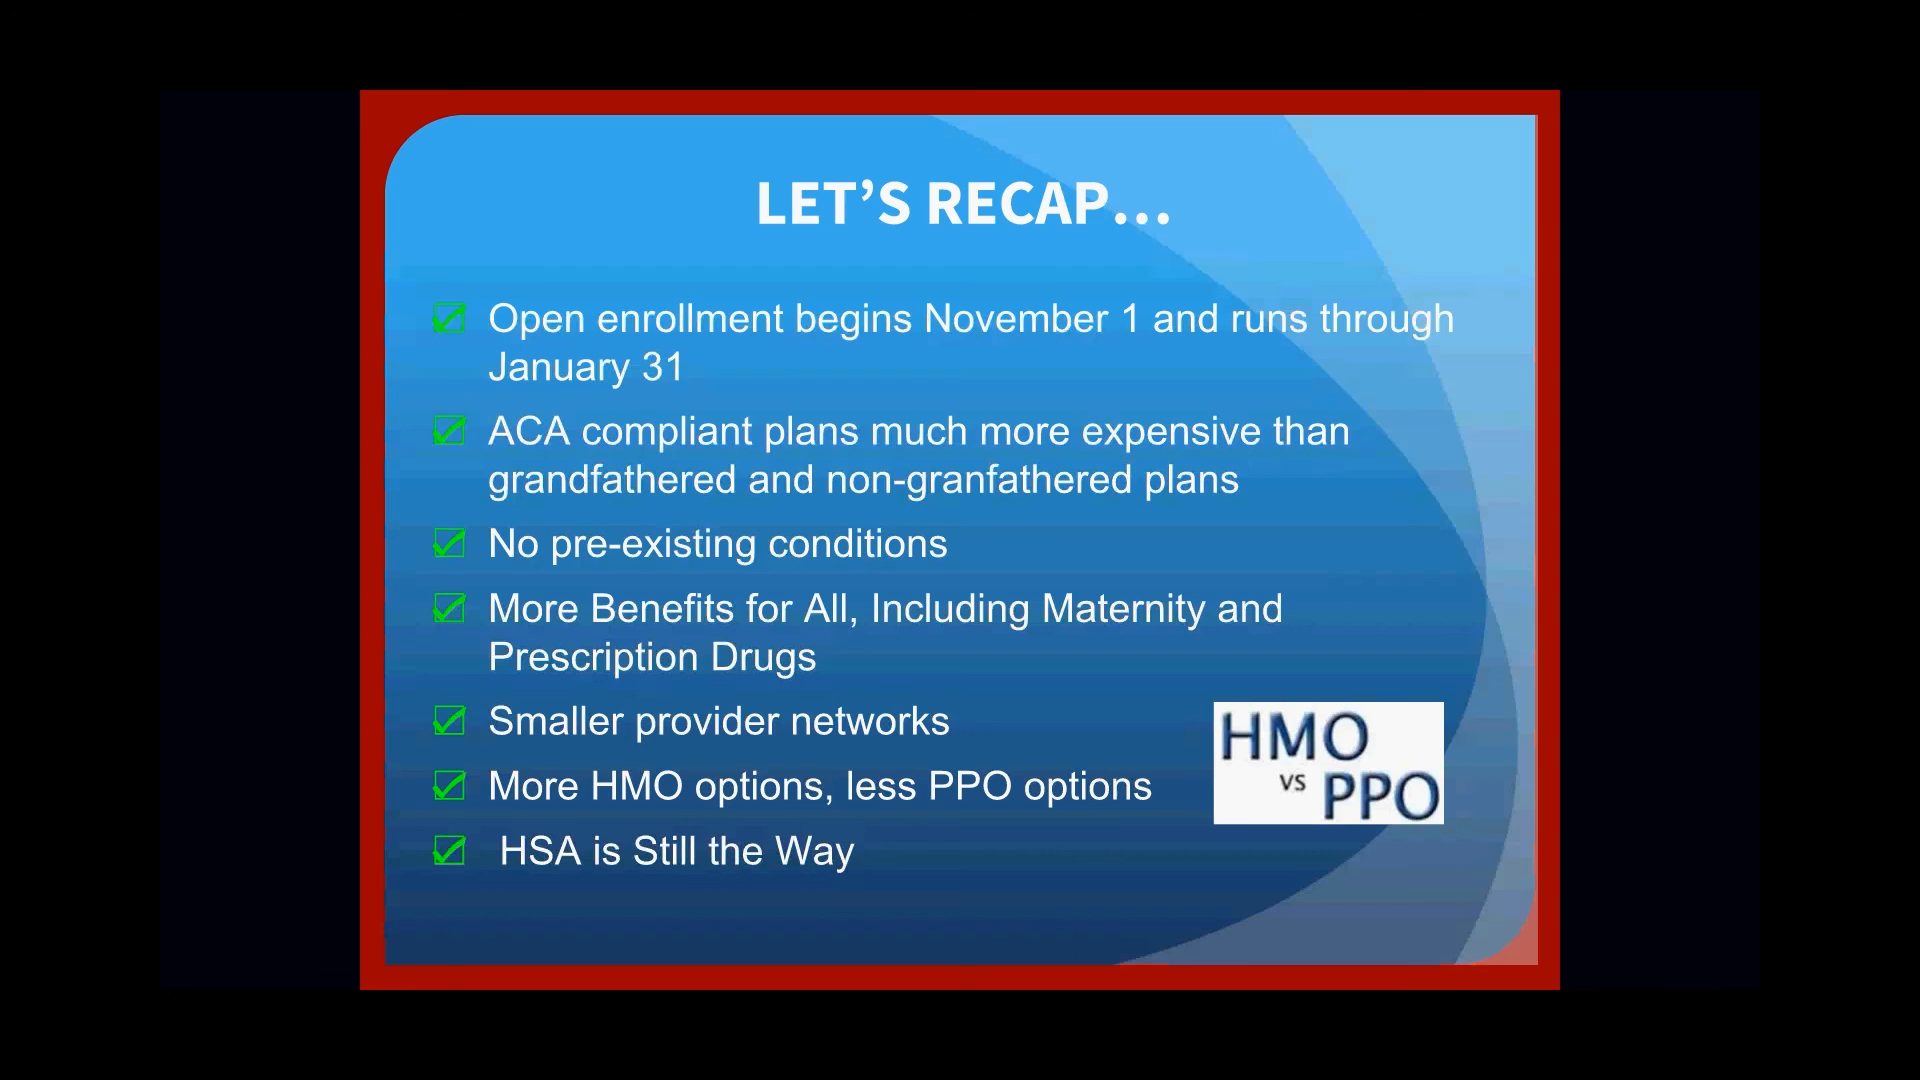 LET’S RECAP…
Open enrollment begins November 1 and runs through
January 31
ACA compliant plans much more expensive than
grandfathered and non-granfathered plans
No pre-existing conditions
More Benefits for All, Including Maternity and
Prescription Drugs
Smaller provider networks
More HMO options, less PPO options
HSA is Still the Way
HMO
vs
PPO